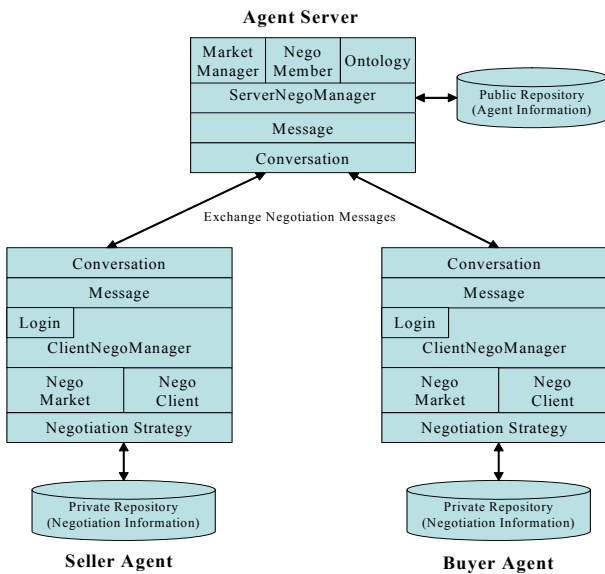 Agent Server
Market
Manager
Nego
Member
Ontology
ServerNegoManager
Message
Conversation
Public Repository
(Agent Information)
Exchange Negotiation Messages
Conversation
Message
Login
ClientNegoManager
Nego
Market
Nego
Client
Negotiation Strategy
Private Repository
(Negotiation Information)
Seller Agent
Conversation
Message
Login
ClientNegoManager
Nego
Market
Nego
Client
Negotiation Strategy
Private Repository
(Negotiation Information)
Buyer Agent